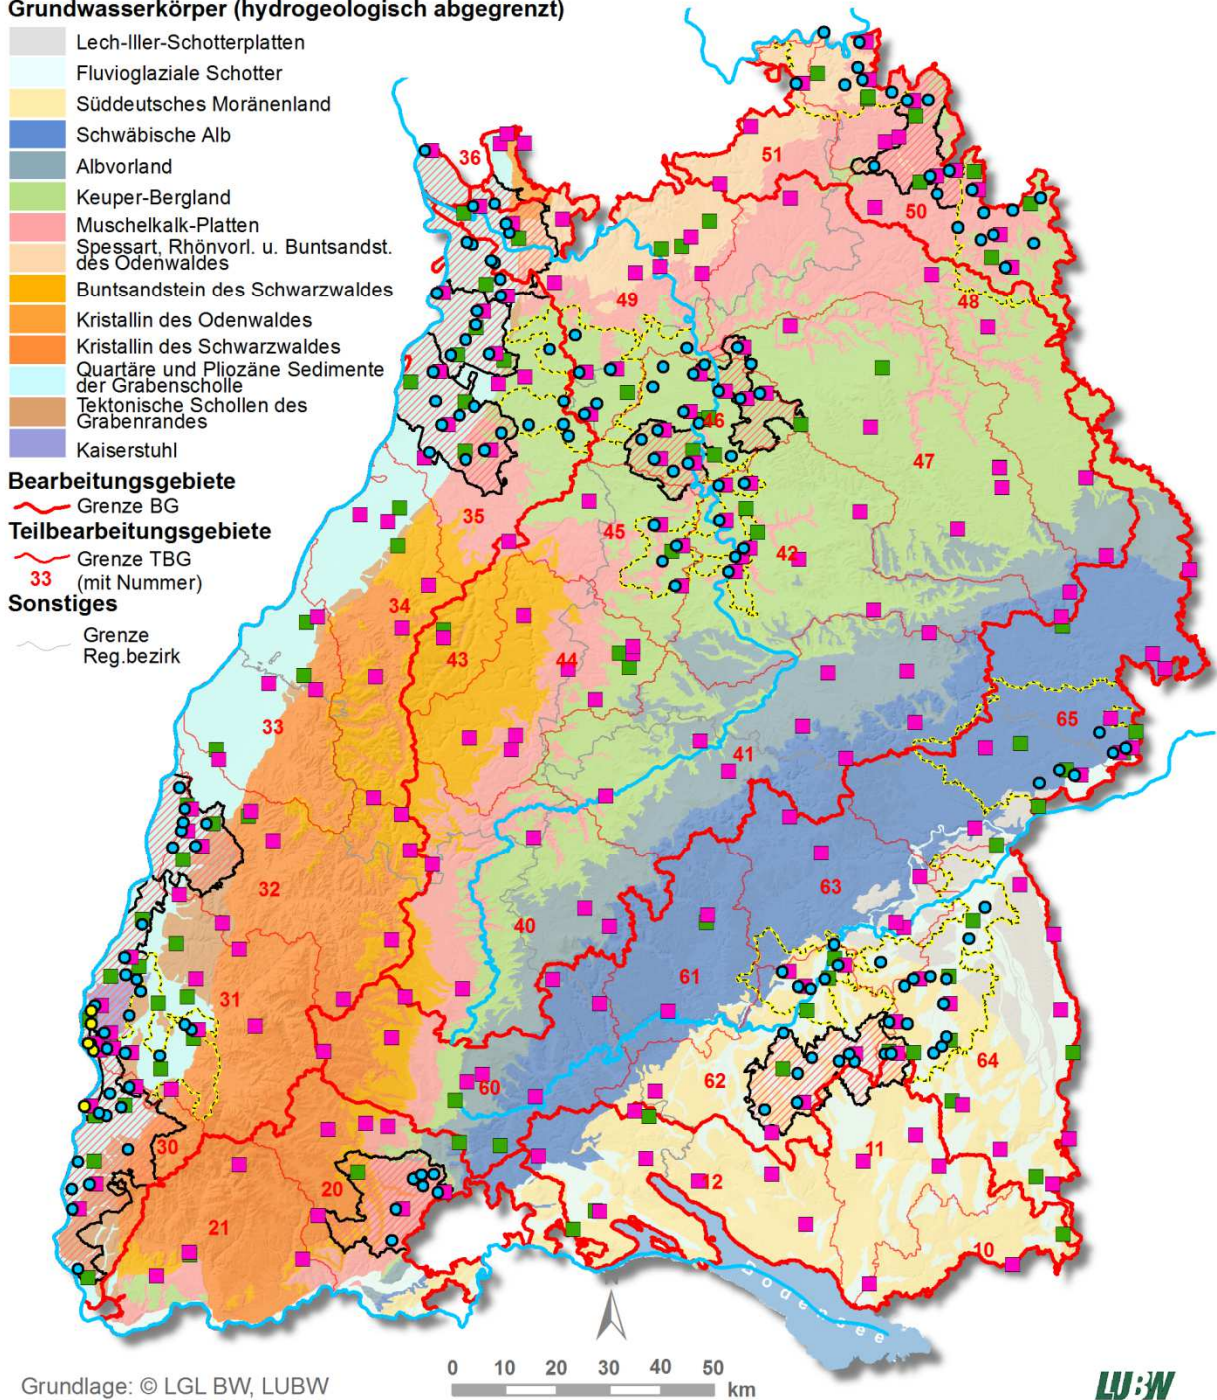 Grundwasserkörper (hydrogeologisch abgegrenzt)
Lech-Iller-Schotterplatten
Fluvioglaziale Schotter
Süddeutsches Moränenland
Schwäbische Alb
Albvorland
Keuper-Bergland
Muschelkalk-Platten
Spessart, Rhönvorl. u. Buntsandst.
des Odenwaldes
Buntsandstein des Schwarzwaldes
Kristallin des Odenwaldes
Kristallin des Schwarzwaldes
Quartäre und Pliozäne Sedimente
der Grabenscholle
Tektonische Schollen des
Grabenrandes
Kaiserstuhl
Bearbeitungsgebiete
Grenze BG
Teilbearbeitungsgebiete
Grenze TBG
33 (mit Nummer)
Sonstiges
Grenze
Reg.bezirk
36
51
50
48
49
46
47
35
45
42
34
43
44
33
65
41
32
63
40
31
61
60
62
64
30
11
20
12
21
10
Bodensee
N
0 10 20 30 40 50
km
Grundlage: © LGL BW, LUBW
LUBW